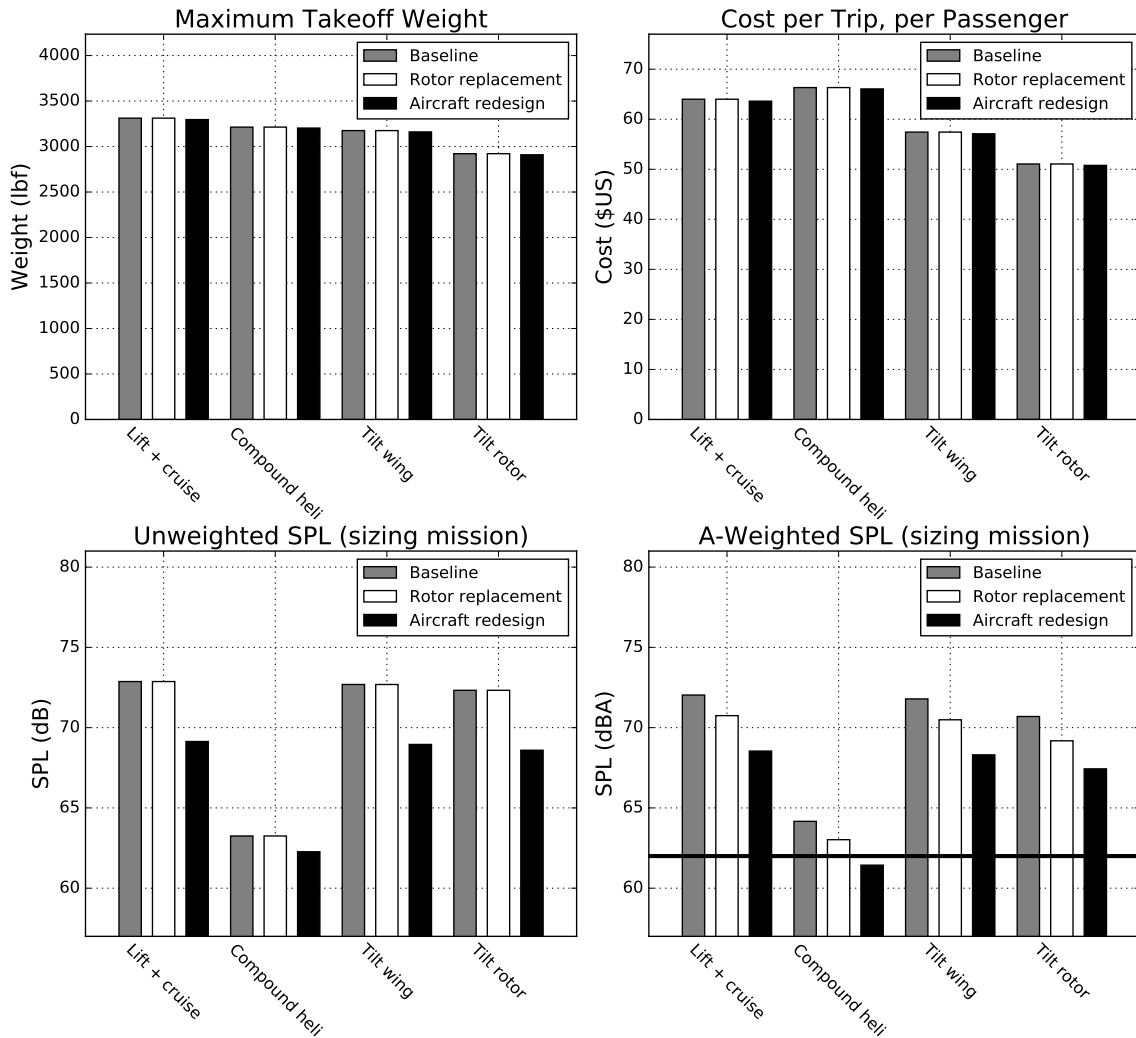 Maximum Takeoff Weight
Weight (lbf)
4000
3500
3000
2500
2000
1500
1000
500
0
Baseline
Rotor replacement
Aircraft redesign
Lift + cruise
Compound heli
Tilt wing
Tilt rotor
Cost per Trip, per Passenger
Cost ($US)
70
60
50
40
30
20
10
0
Baseline
Rotor replacement
Aircraft redesign
Lift + cruise
Compound heli
Tilt wing
Tilt rotor
Unweighted SPL (sizing mission)
SPL (dB)
80
75
70
65
60
Baseline
Rotor replacement
Aircraft redesign
Lift + cruise
Compound heli
Tilt wing
Tilt rotor
A-Weighted SPL (sizing mission)
SPL (dBA)
80
75
70
65
60
Baseline
Rotor replacement
Aircraft redesign
Lift + cruise
Compound heli
Tilt wing
Tilt rotor